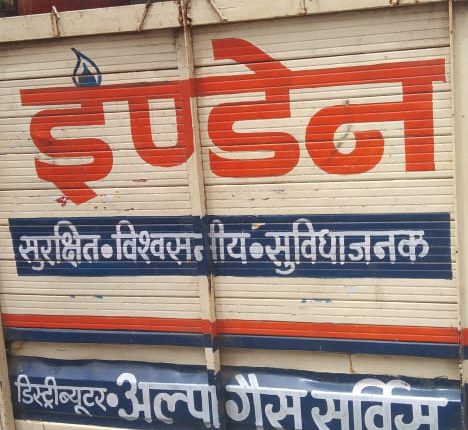 इण्डेन
सुरक्षित•विश्वसनीय•सुविधाजनक
डिस्ट्रीब्यूटर•अल्पा गैस सर्विस